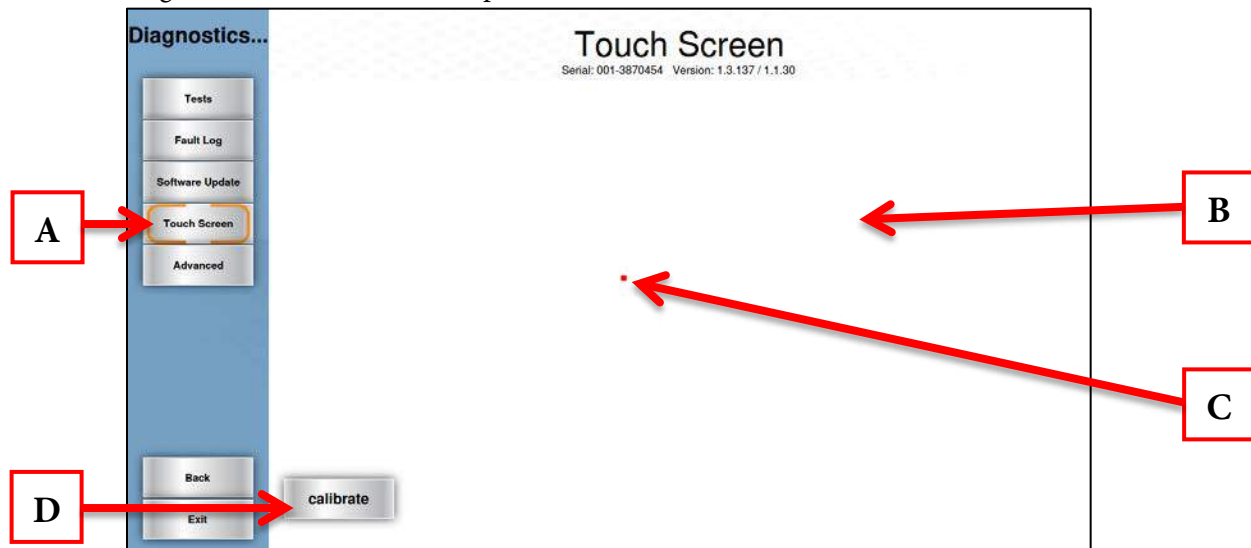 Diagnostics...
Touch Screen
Serial: 001-3870454 Version: 1.3.137 / 1.1.30
Tests
Fault Log
Software Update
Touch Screen
Advanced
Back
Exit
calibrate
A
B
C
D